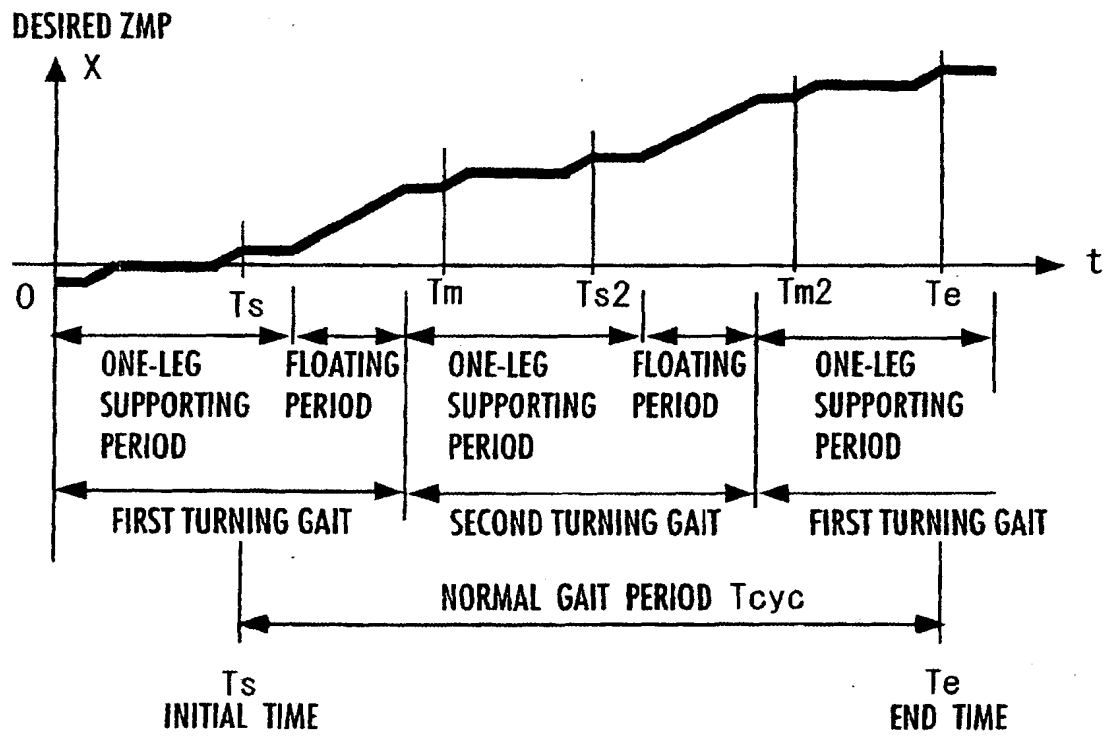 DESIRED ZMP
X
t
0
Ts
Tm
Ts2
Tm2
Te
ONE-LEG
SUPPORTING
PERIOD
FLOATING
PERIOD
ONE-LEG
SUPPORTING
PERIOD
FLOATING
PERIOD
ONE-LEG
SUPPORTING
PERIOD
FIRST TURNING GAIT
SECOND TURNING GAIT
FIRST TURNING GAIT
NORMAL GAIT PERIOD Tcyc
Ts
INITIAL TIME
Te
END TIME